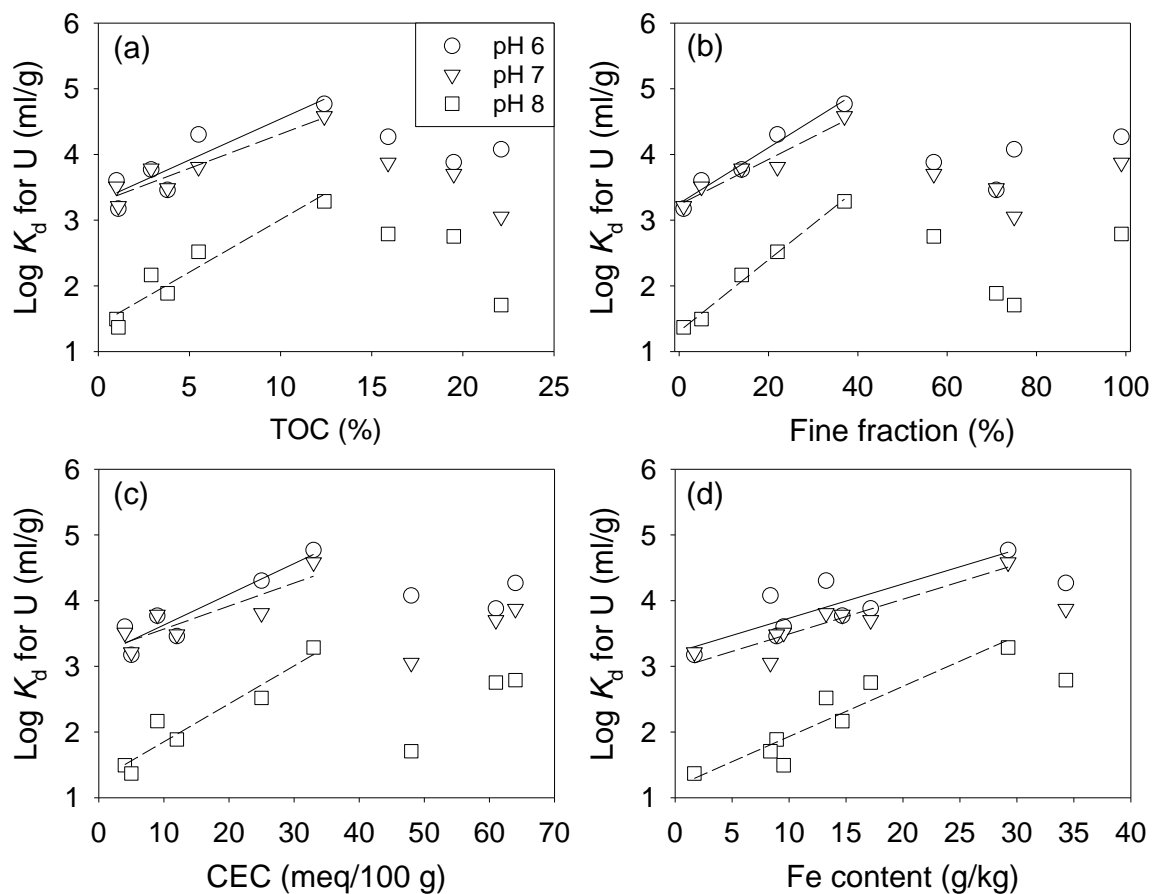 (a)
pH 6
pH 7
pH 8
Log Kd for U (ml/g)
6
5
4
3
2
1
0 5 10 15 20 25
TOC (%)
(b)
Log Kd for U (ml/g)
6
5
4
3
2
1
0 20 40 60 80 100
Fine fraction (%)
(c)
Log Kd for U (ml/g)
6
5
4
3
2
1
0 10 20 30 40 50 60 70
CEC (meq/100 g)
(d)
Log Kd for U (ml/g)
6
5
4
3
2
1
0 5 10 15 20 25 30 35 40
Fe content (g/kg)